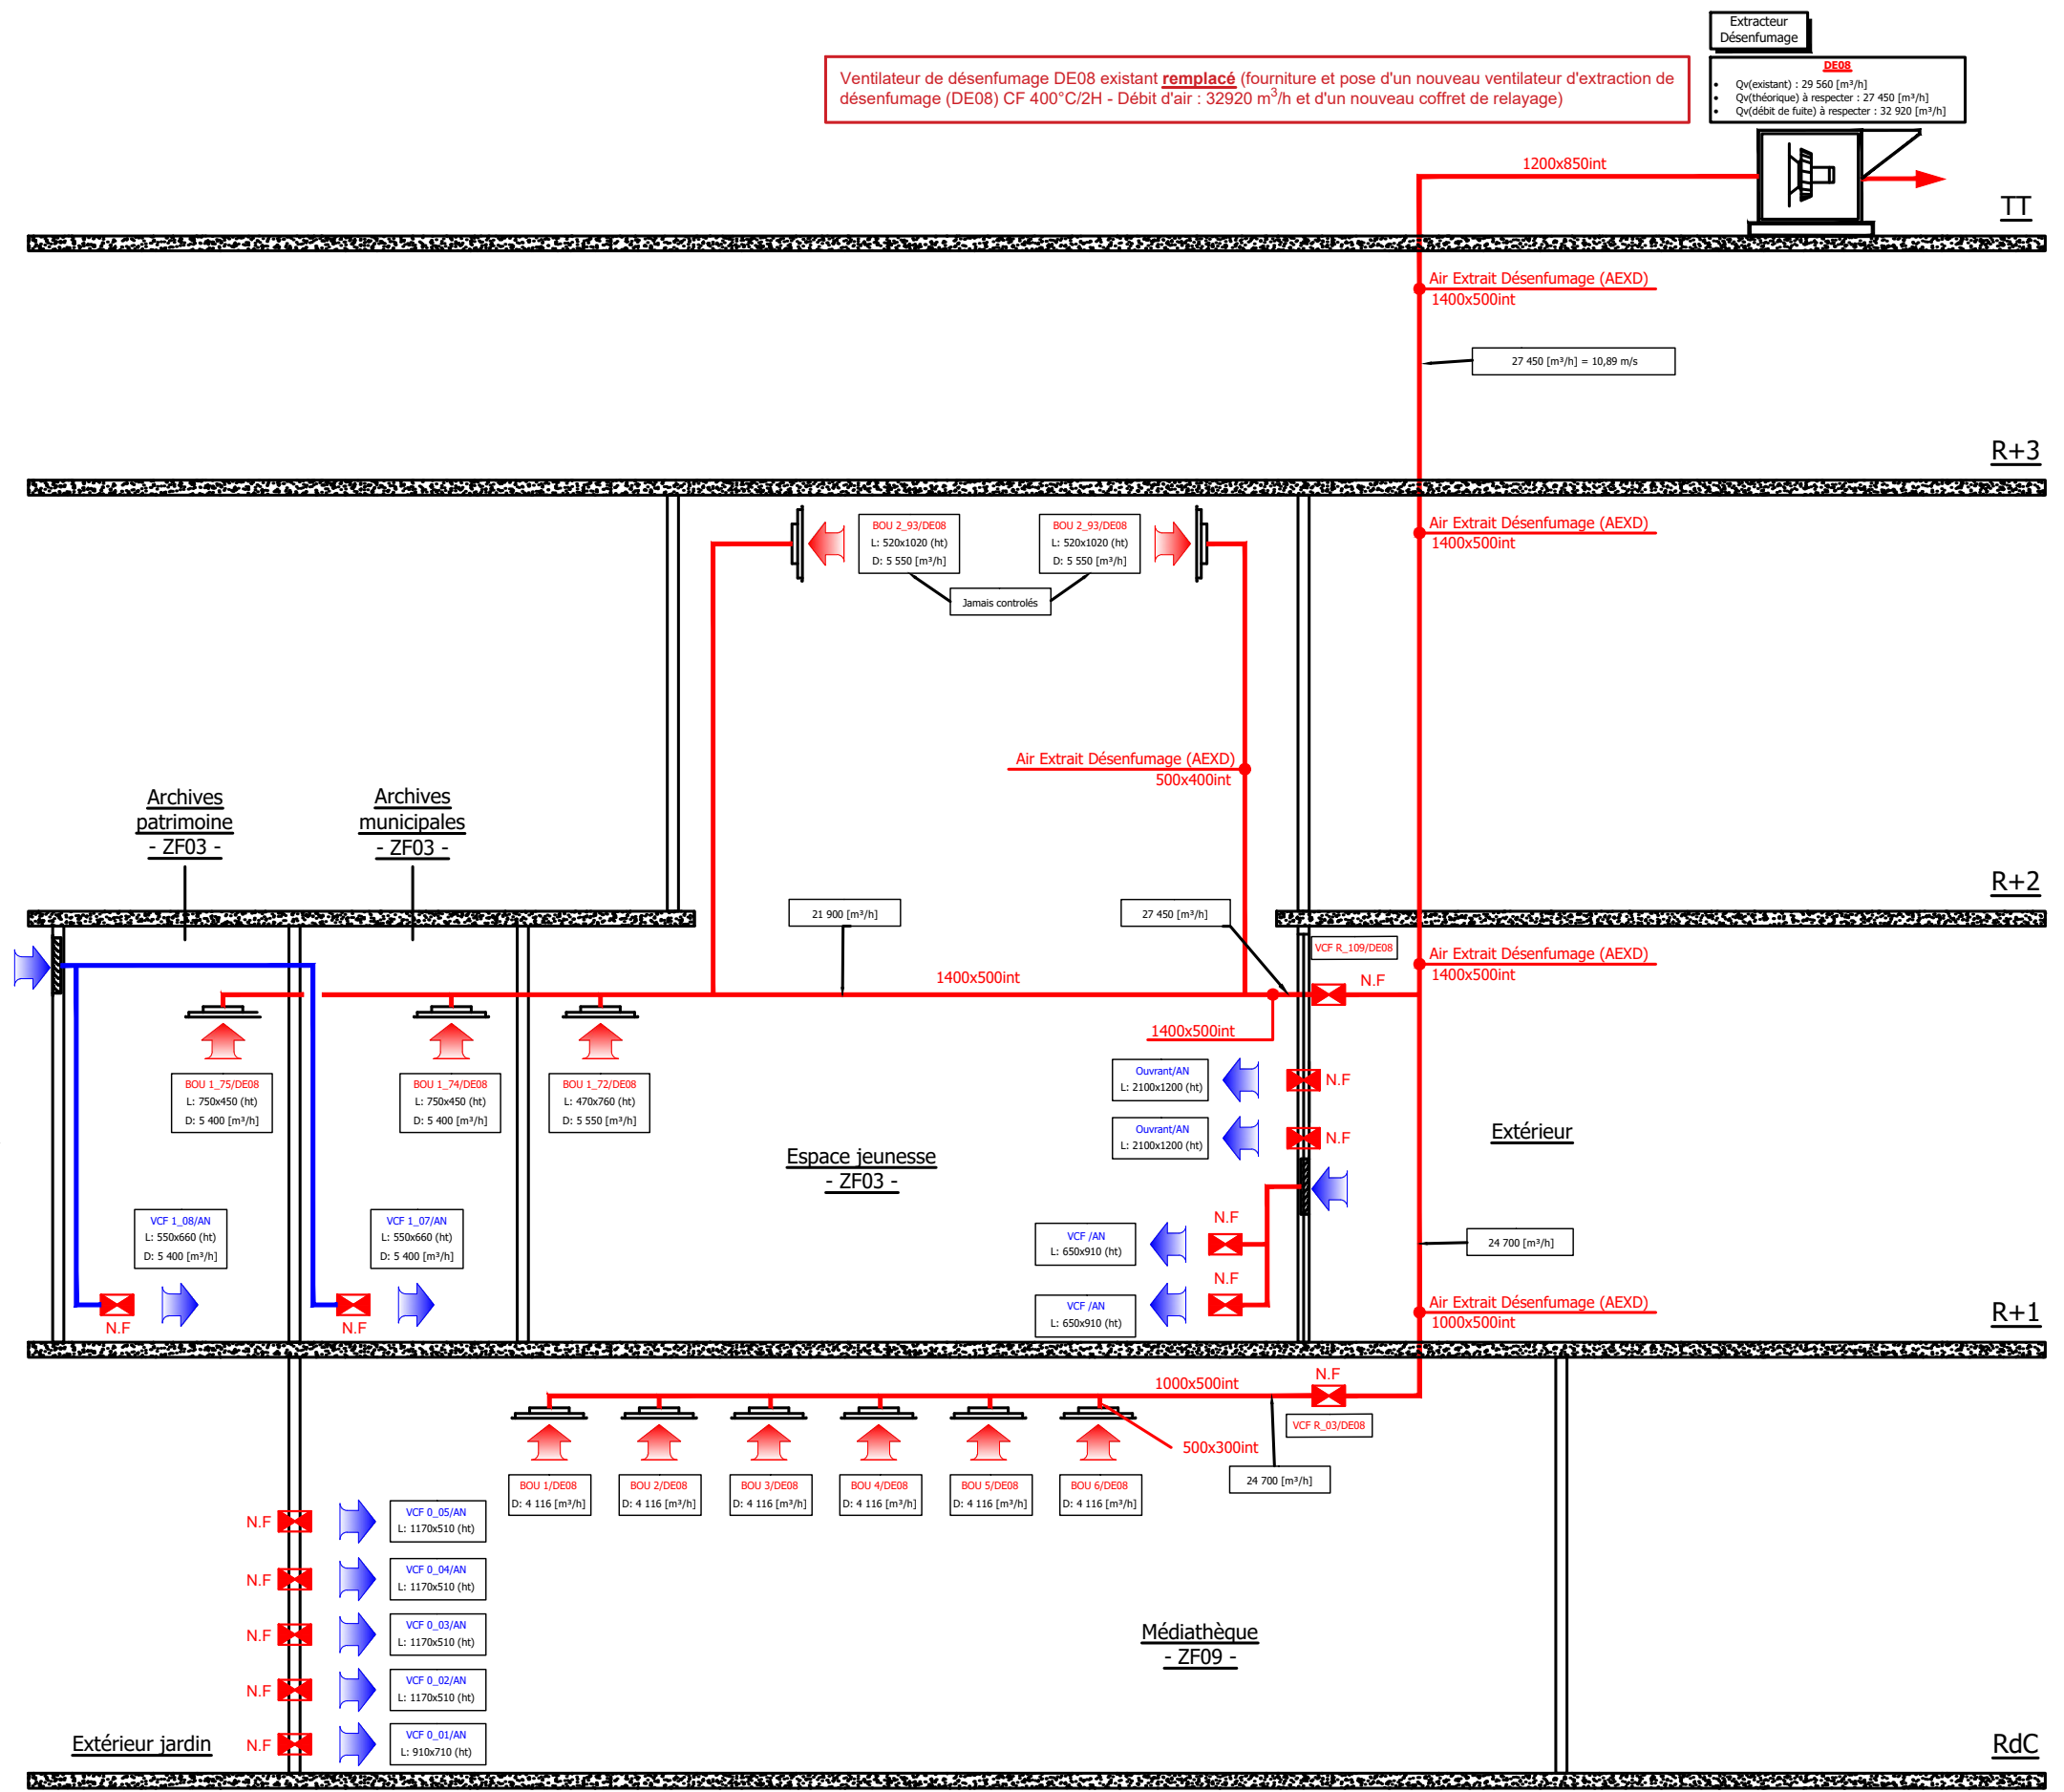 Extracteur
Désenfumage
DE08
• Qv(existant) : 29 560 [m³/h]
• Qv(théorique) à respecter : 27 450 [m³/h]
• Qv(débit de fuite) à respecter : 32 920 [m³/h]
Ventilateur de désenfumage DE08 existant remplacé (fourniture et pose d'un nouveau ventilateur d'extraction de
désenfumage (DE08) CF 400°C/2H - Débit d'air : 32920 m³/h et d'un nouveau coffret de relayage)
1200x850int
TT
Air Extrait Désenfumage (AEXD)
1400x500int
27 450 [m³/h] = 10,89 m/s
R+3
BOU 2_93/DE08
L: 520x1020 (ht)
D: 5 550 [m³/h]
BOU 2_93/DE08
L: 520x1020 (ht)
D: 5 550 [m³/h]
Jamais controlés
Air Extrait Désenfumage (AEXD)
1400x500int
Air Extrait Désenfumage (AEXD)
500x400int
Archives
patrimoine
- ZF03 -
Archives
municipales
- ZF03 -
R+2
21 900 [m³/h]
27 450 [m³/h]
VCF R_109/DE08
N.F
Air Extrait Désenfumage (AEXD)
1400x500int
1400x500int
1400x500int
BOU 1_75/DE08
L: 750x450 (ht)
D: 5 400 [m³/h]
BOU 1_74/DE08
L: 750x450 (ht)
D: 5 400 [m³/h]
BOU 1_72/DE08
L: 470x760 (ht)
D: 5 550 [m³/h]
Ouvrant/AN
L: 2100x1200 (ht)
N.F
Ouvrant/AN
L: 2100x1200 (ht)
N.F
Extérieur
Espace jeunesse
- ZF03 -
VCF 1_08/AN
L: 550x660 (ht)
D: 5 400 [m³/h]
N.F
VCF 1_07/AN
L: 550x660 (ht)
D: 5 400 [m³/h]
N.F
VCF /AN
L: 650x910 (ht)
N.F
VCF /AN
L: 650x910 (ht)
N.F
24 700 [m³/h]
Air Extrait Désenfumage (AEXD)
1000x500int
R+1
1000x500int
N.F
VCF R_03/DE08
500x300int
24 700 [m³/h]
BOU 1/DE08
D: 4 116 [m³/h]
BOU 2/DE08
D: 4 116 [m³/h]
BOU 3/DE08
D: 4 116 [m³/h]
BOU 4/DE08
D: 4 116 [m³/h]
BOU 5/DE08
D: 4 116 [m³/h]
BOU 6/DE08
D: 4 116 [m³/h]
N.F
VCF 0_05/AN
L: 1170x510 (ht)
N.F
VCF 0_04/AN
L: 1170x510 (ht)
N.F
VCF 0_03/AN
L: 1170x510 (ht)
N.F
VCF 0_02/AN
L: 1170x510 (ht)
N.F
VCF 0_01/AN
L: 910x710 (ht)
Médiathèque
- ZF09 -
Extérieur jardin
RdC